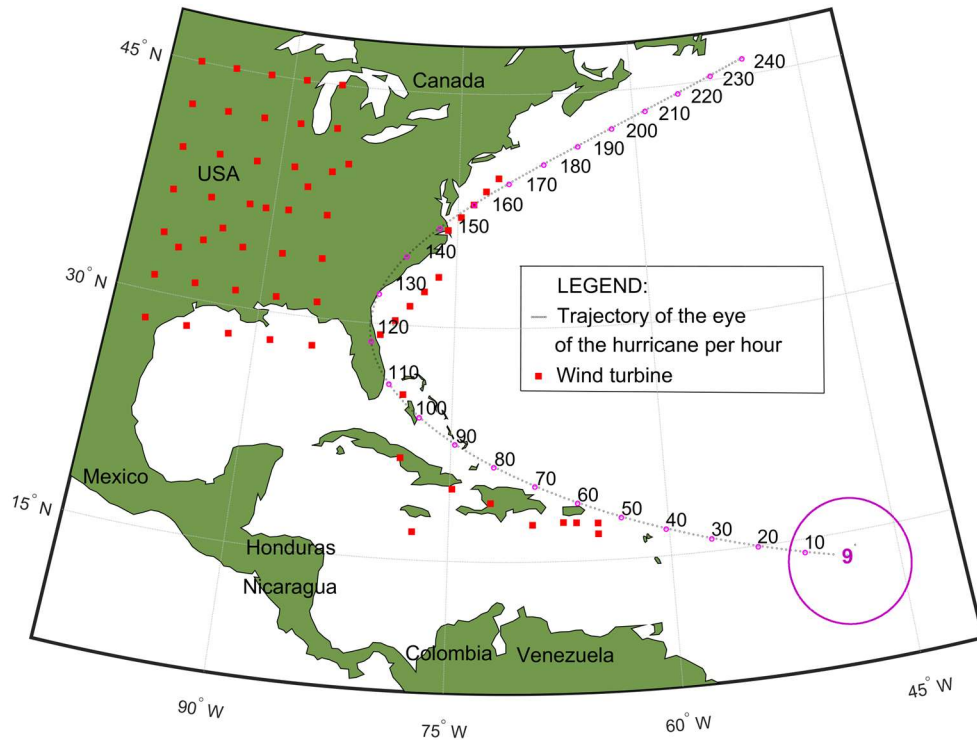 45° N
Canada
240
230
220
210
200
190
180
USA
170
160
150
140
30° N
130
LEGEND:
Trajectory of the eye
of the hurricane per hour
Wind turbine
120
110
100
90
80
Mexico
70
60
50
15° N
40
30
20
10
Honduras
9
Nicaragua
Colombia
Venezuela
45° W
60° W
90° W
75° W